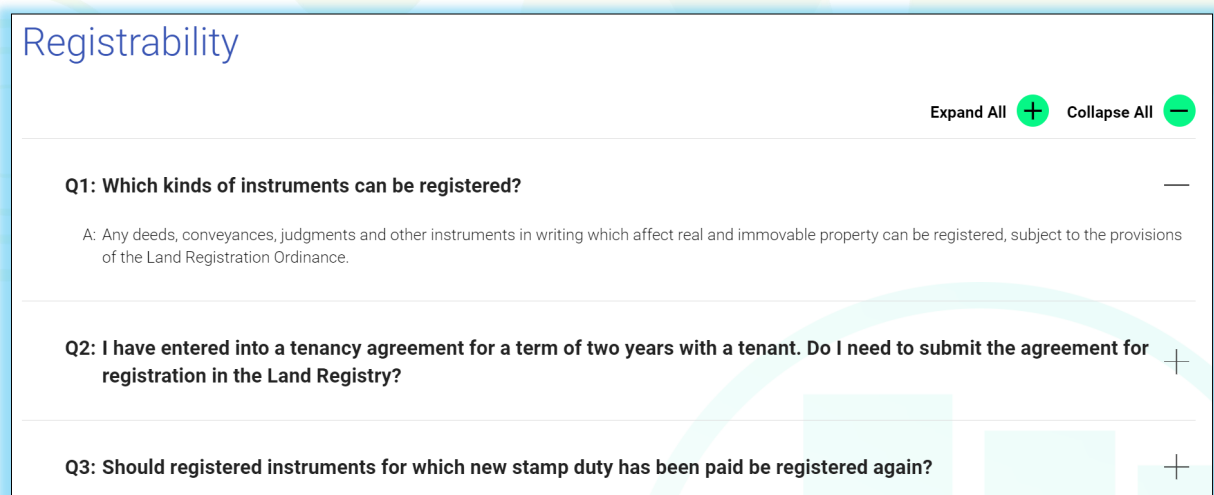 Registrability
Expand All Collapse All
Q1: Which kinds of instruments can be registered?
A: Any deeds, conveyances, judgments and other instruments in writing which affect real and immovable property can be registered, subject to the provisions
of the Land Registration Ordinance.
Q2: I have entered into a tenancy agreement for a term of two years with a tenant. Do I need to submit the agreement for
registration in the Land Registry?
Q3: Should registered instruments for which new stamp duty has been paid be registered again?